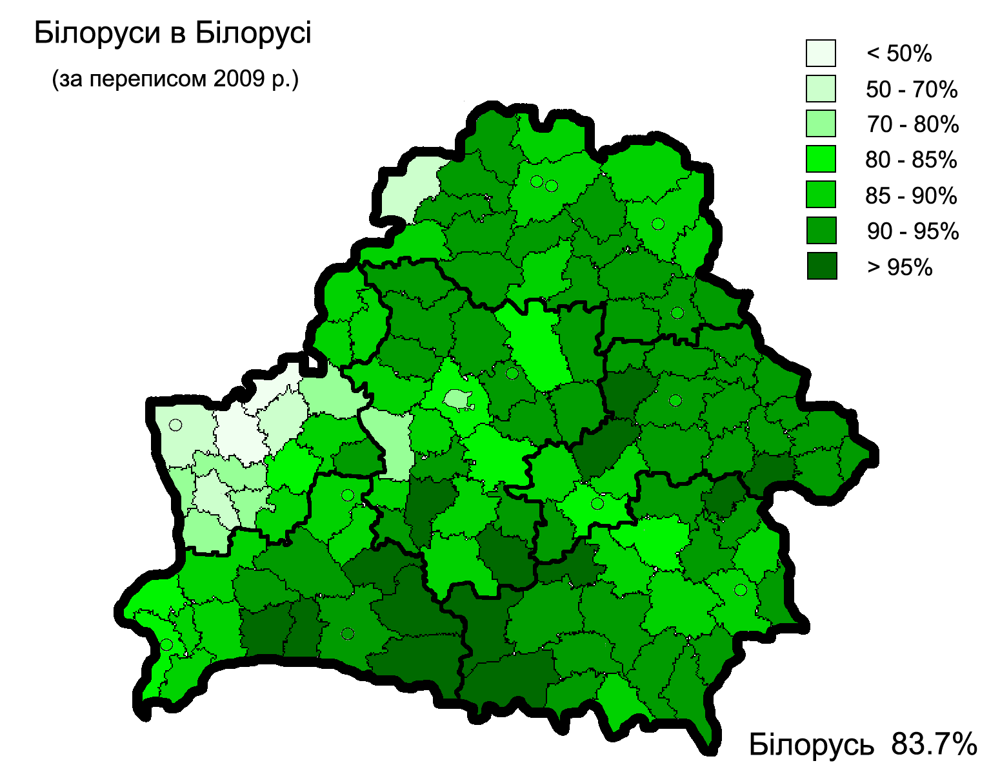 Білоруси в Білорусі
(за переписом 2009 р.)
< 50%
50 - 70%
70 - 80%
80 - 85%
85 - 90%
90 - 95%
> 95%
Білорусь 83.7%